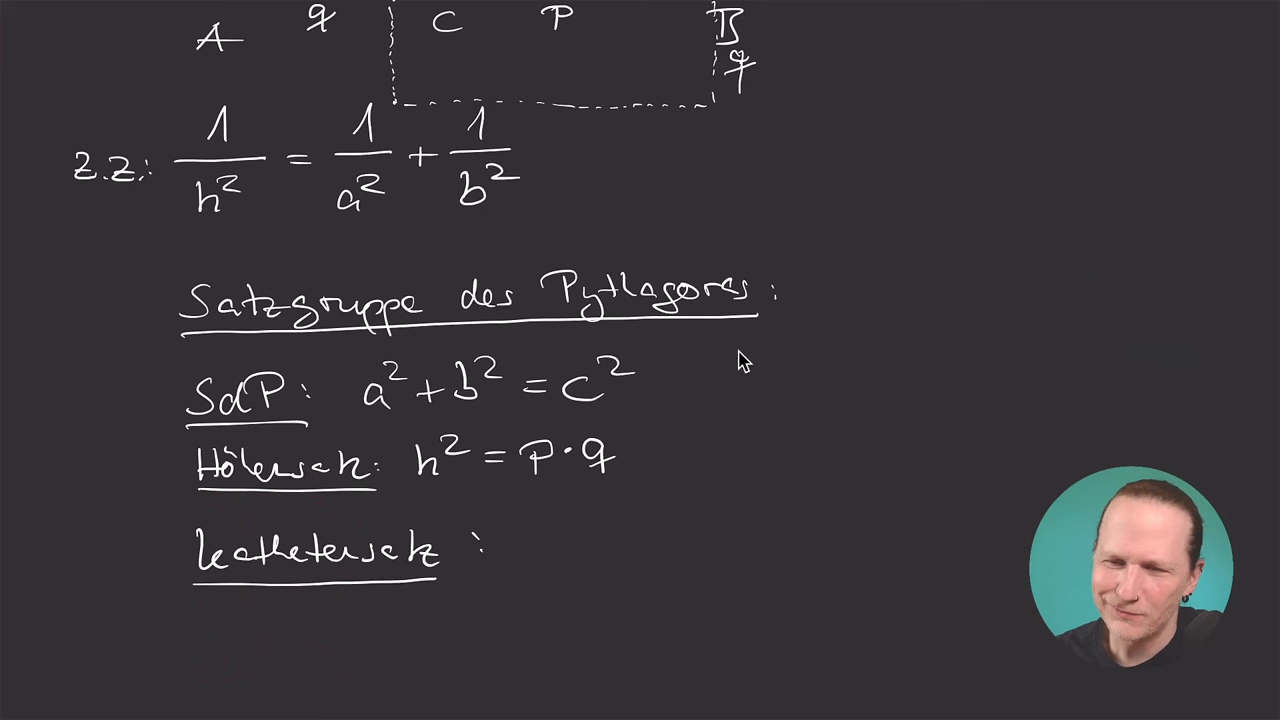 A q C p B
q
z.z.: 1/h² = 1/a² + 1/b²
Satzgruppe des Pythagoras:
SdP: a² + b² = c²
Höhensatz: h² = p · q
Kathetensatz: